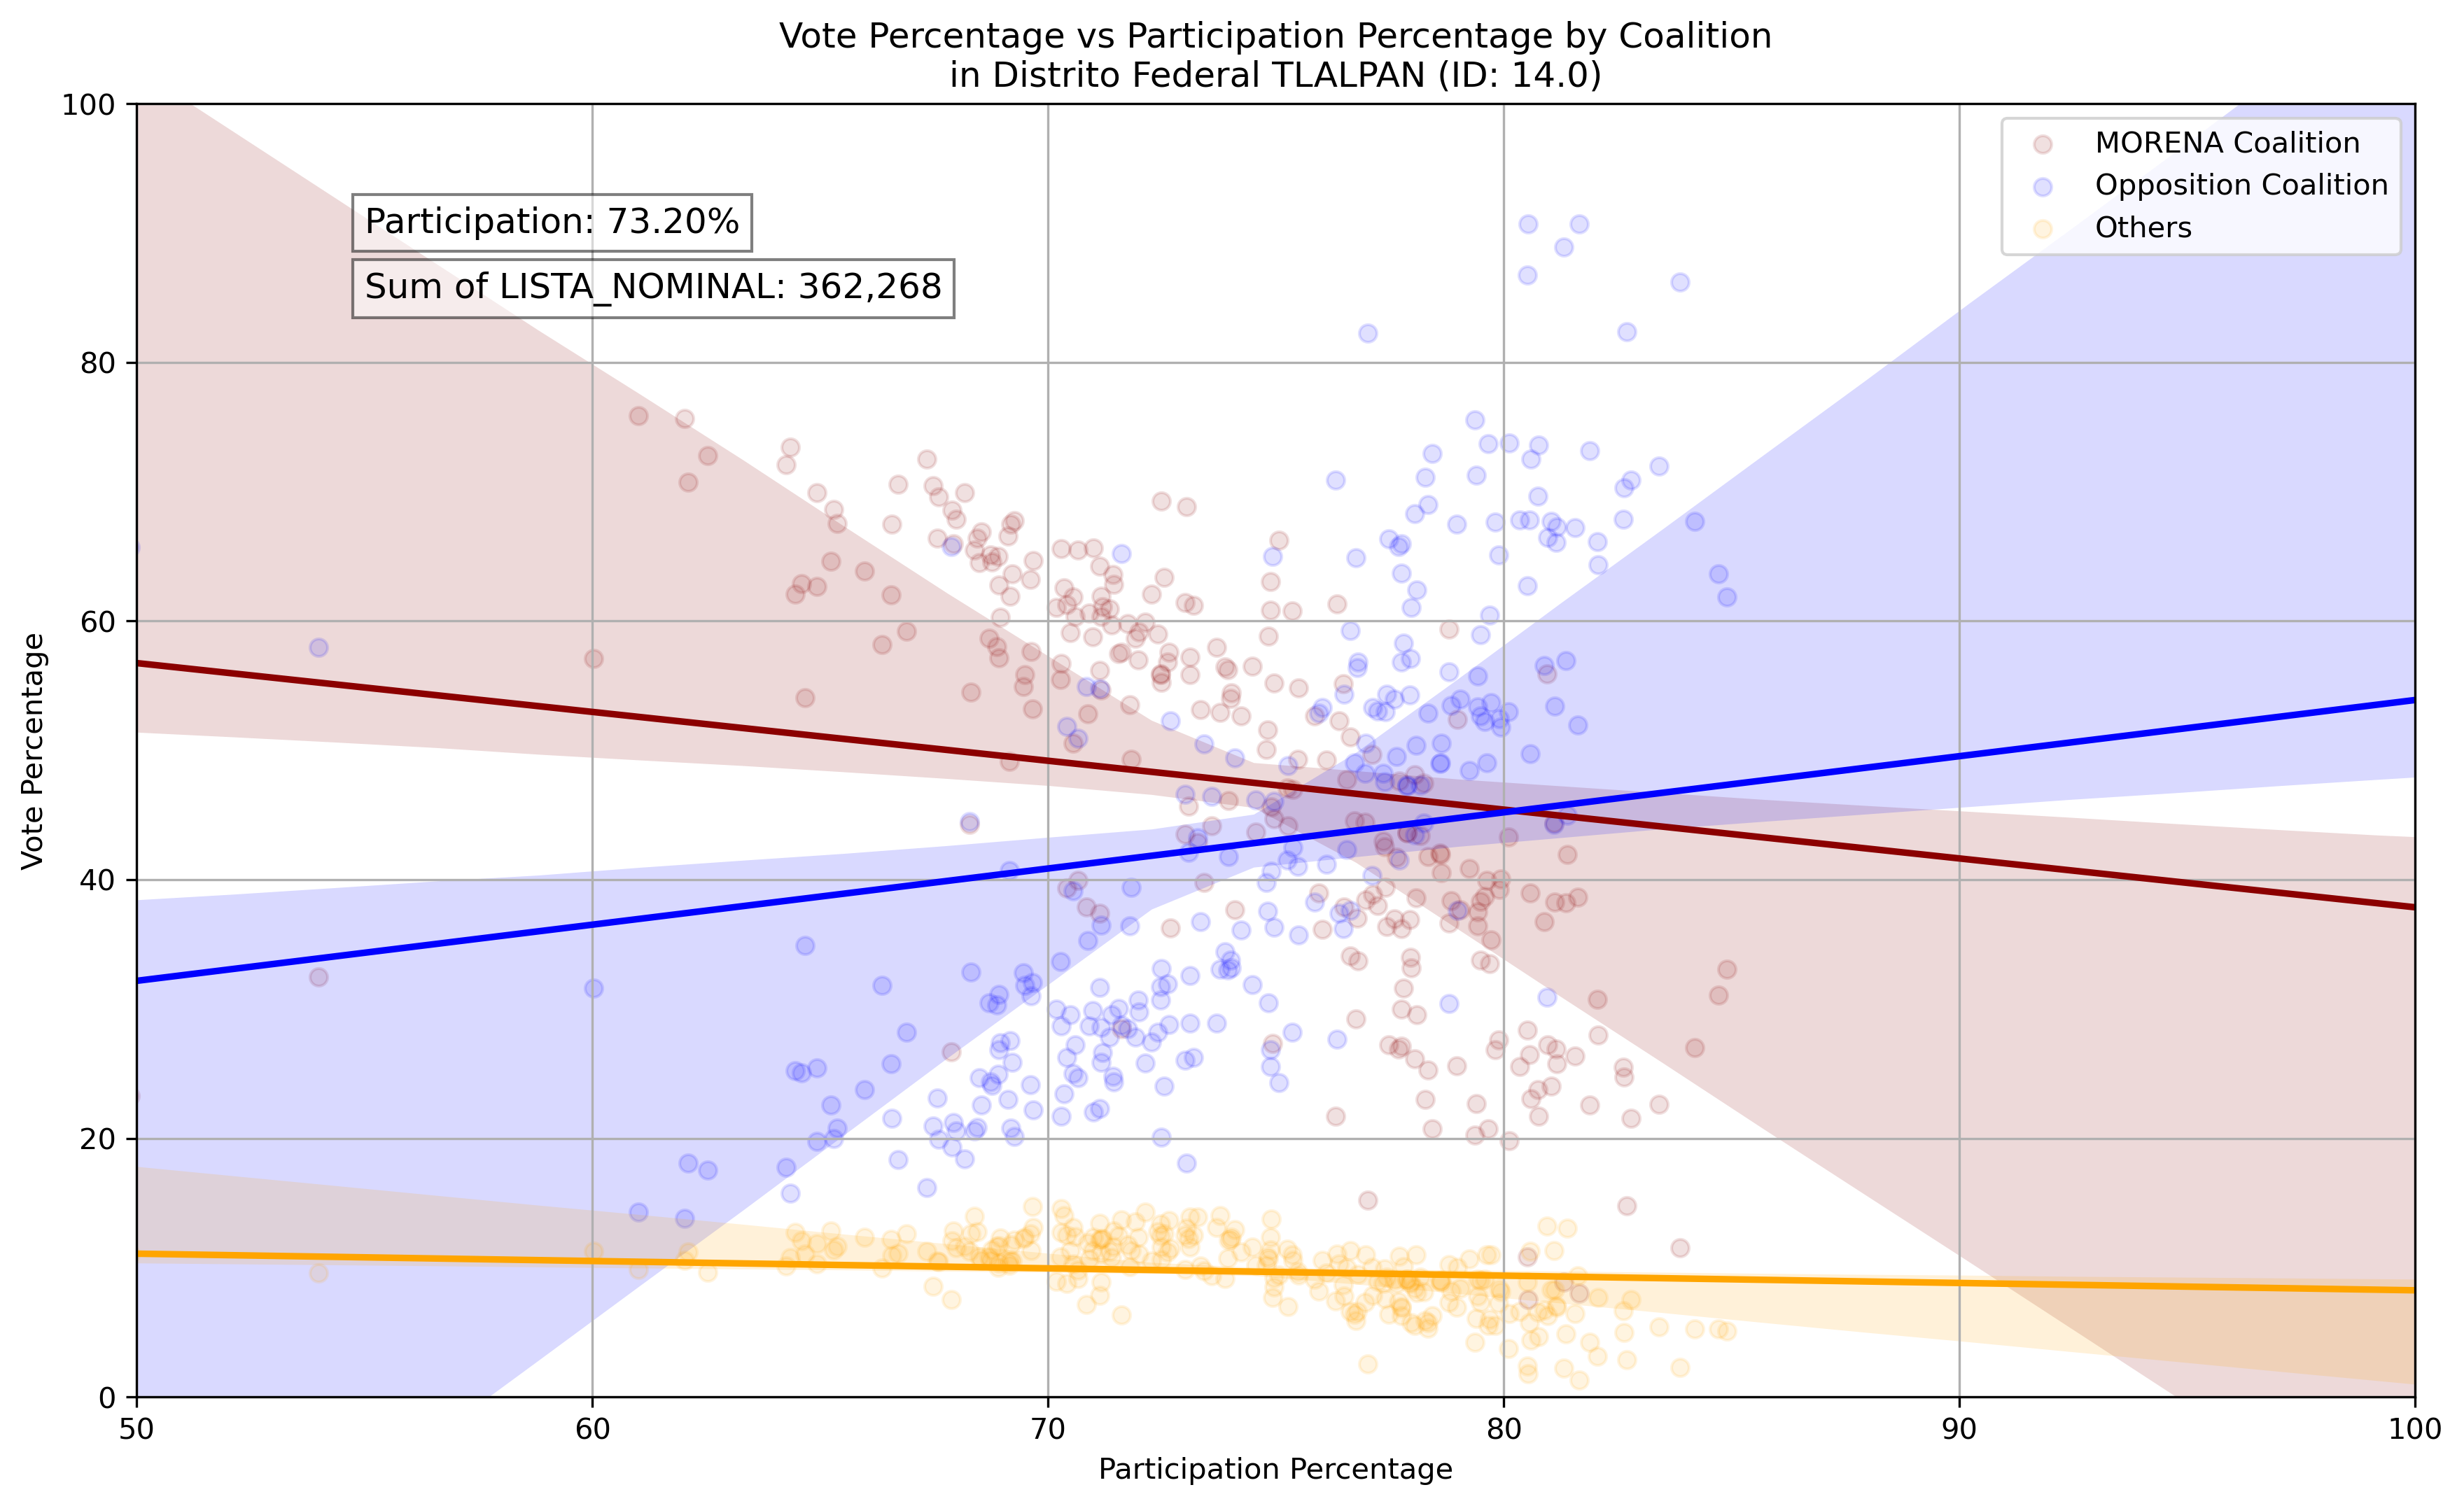 Vote Percentage vs Participation Percentage by Coalition
in Distrito Federal TLALPAN (ID: 14.0)
MORENA Coalition
Opposition Coalition
Others
Participation: 73.20%
Sum of LISTA_NOMINAL: 362,268
Vote Percentage
100
80
60
40
20
0
50
60
70
80
90
100
Participation Percentage